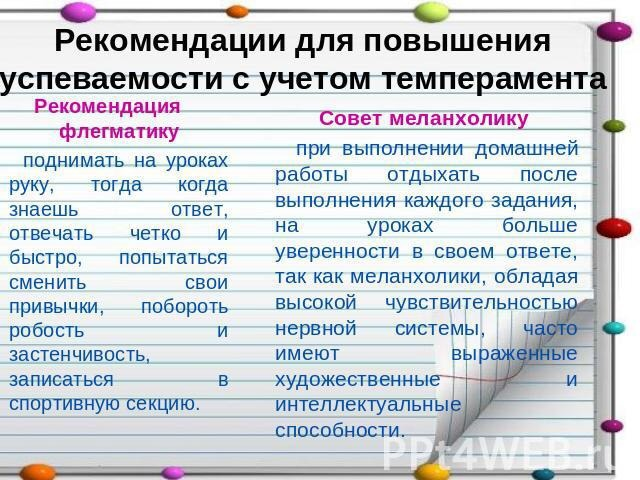 Рекомендации для повышения
успеваемости с учетом темперамента
Рекомендация
флегматику
поднимать на уроках
руку, тогда когда
знаешь ответ,
отвечать четко и
быстро, попытаться
сменить свои
привычки, побороть
робость и
застенчивость,
записаться в
спортивную секцию.
Совет меланхолику
при выполнении домашней
работы отдыхать после
выполнения каждого задания,
на уроках больше
уверенности в своем ответе,
так как меланхолики, обладая
высокой чувствительностью
нервной системы, часто
имеют выраженные
художественные и
интеллектуальные
способности.
PPt4WEB.ru